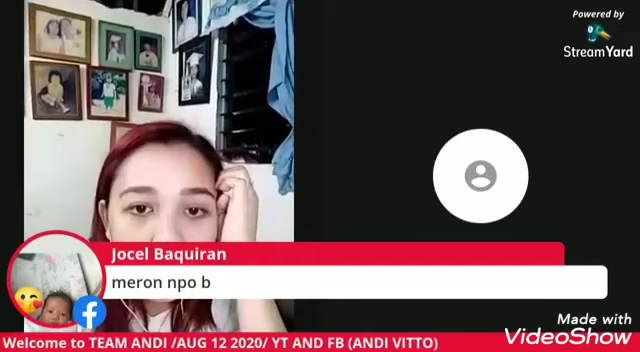 Powered by
StreamYard
Jocel Baquiran
meron npo b
Made with
VideoShow
Welcome to TEAM ANDI /AUG 12 2020/ YT AND FB (ANDI VITTO)